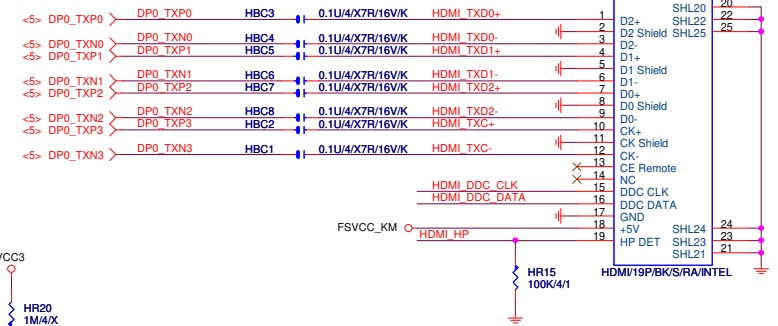 SHL20 20
<5> DP0_TXP0 DP0_TXP0 HBC3 0.1U/4/X7R/16V/K HDMI_TXD0+ 1 D2+ SHL22 22
2 D2 Shield SHL25 25
<5> DP0_TXN0 DP0_TXN0 HBC4 0.1U/4/X7R/16V/K HDMI_TXD0- 3 D2-
<5> DP0_TXP1 DP0_TXP1 HBC5 0.1U/4/X7R/16V/K HDMI_TXD1+ 4 D1+
5 D1 Shield
<5> DP0_TXN1 DP0_TXN1 HBC6 0.1U/4/X7R/16V/K HDMI_TXD1- 6 D1-
<5> DP0_TXP2 DP0_TXP2 HBC7 0.1U/4/X7R/16V/K HDMI_TXD2+ 7 D0+
8 D0 Shield
<5> DP0_TXN2 DP0_TXN2 HBC8 0.1U/4/X7R/16V/K HDMI_TXD2- 9 D0-
<5> DP0_TXP3 DP0_TXP3 HBC2 0.1U/4/X7R/16V/K HDMI_TXC+ 10 CK+
11 CK Shield
<5> DP0_TXN3 DP0_TXN3 HBC1 0.1U/4/X7R/16V/K HDMI_TXC- 12 CK-
13 CE Remote
14 NC
HDMI_DDC_CLK 15 DDC CLK
HDMI_DDC_DATA 16 DDC DATA
17 GND
FSVCC_KM 18 +5V SHL24 24
HDMI_HP 19 HP DET SHL23 23
SHL21 21
VCC3
HR15
100K/4/1
HDMI/19P/BK/S/RA/INTEL
HR20
1M/4/X